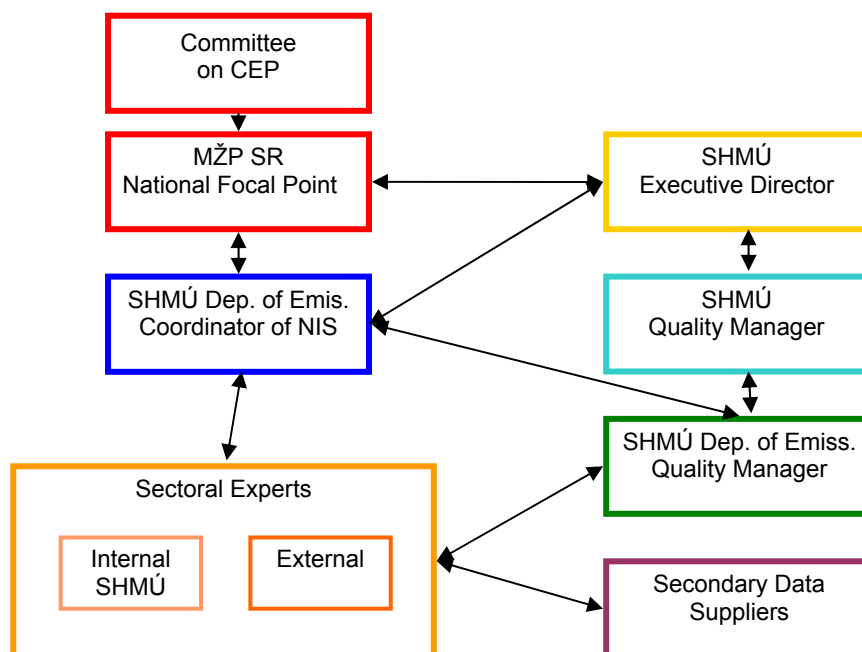 Committee
on CEP
MŽP SR
National Focal Point
SHMÚ
Executive Director
SHMÚ Dep. of Emis.
Coordinator of NIS
SHMÚ
Quality Manager
SHMÚ Dep. of Emiss.
Quality Manager
Sectoral Experts
Internal
SHMÚ
External
Secondary Data
Suppliers